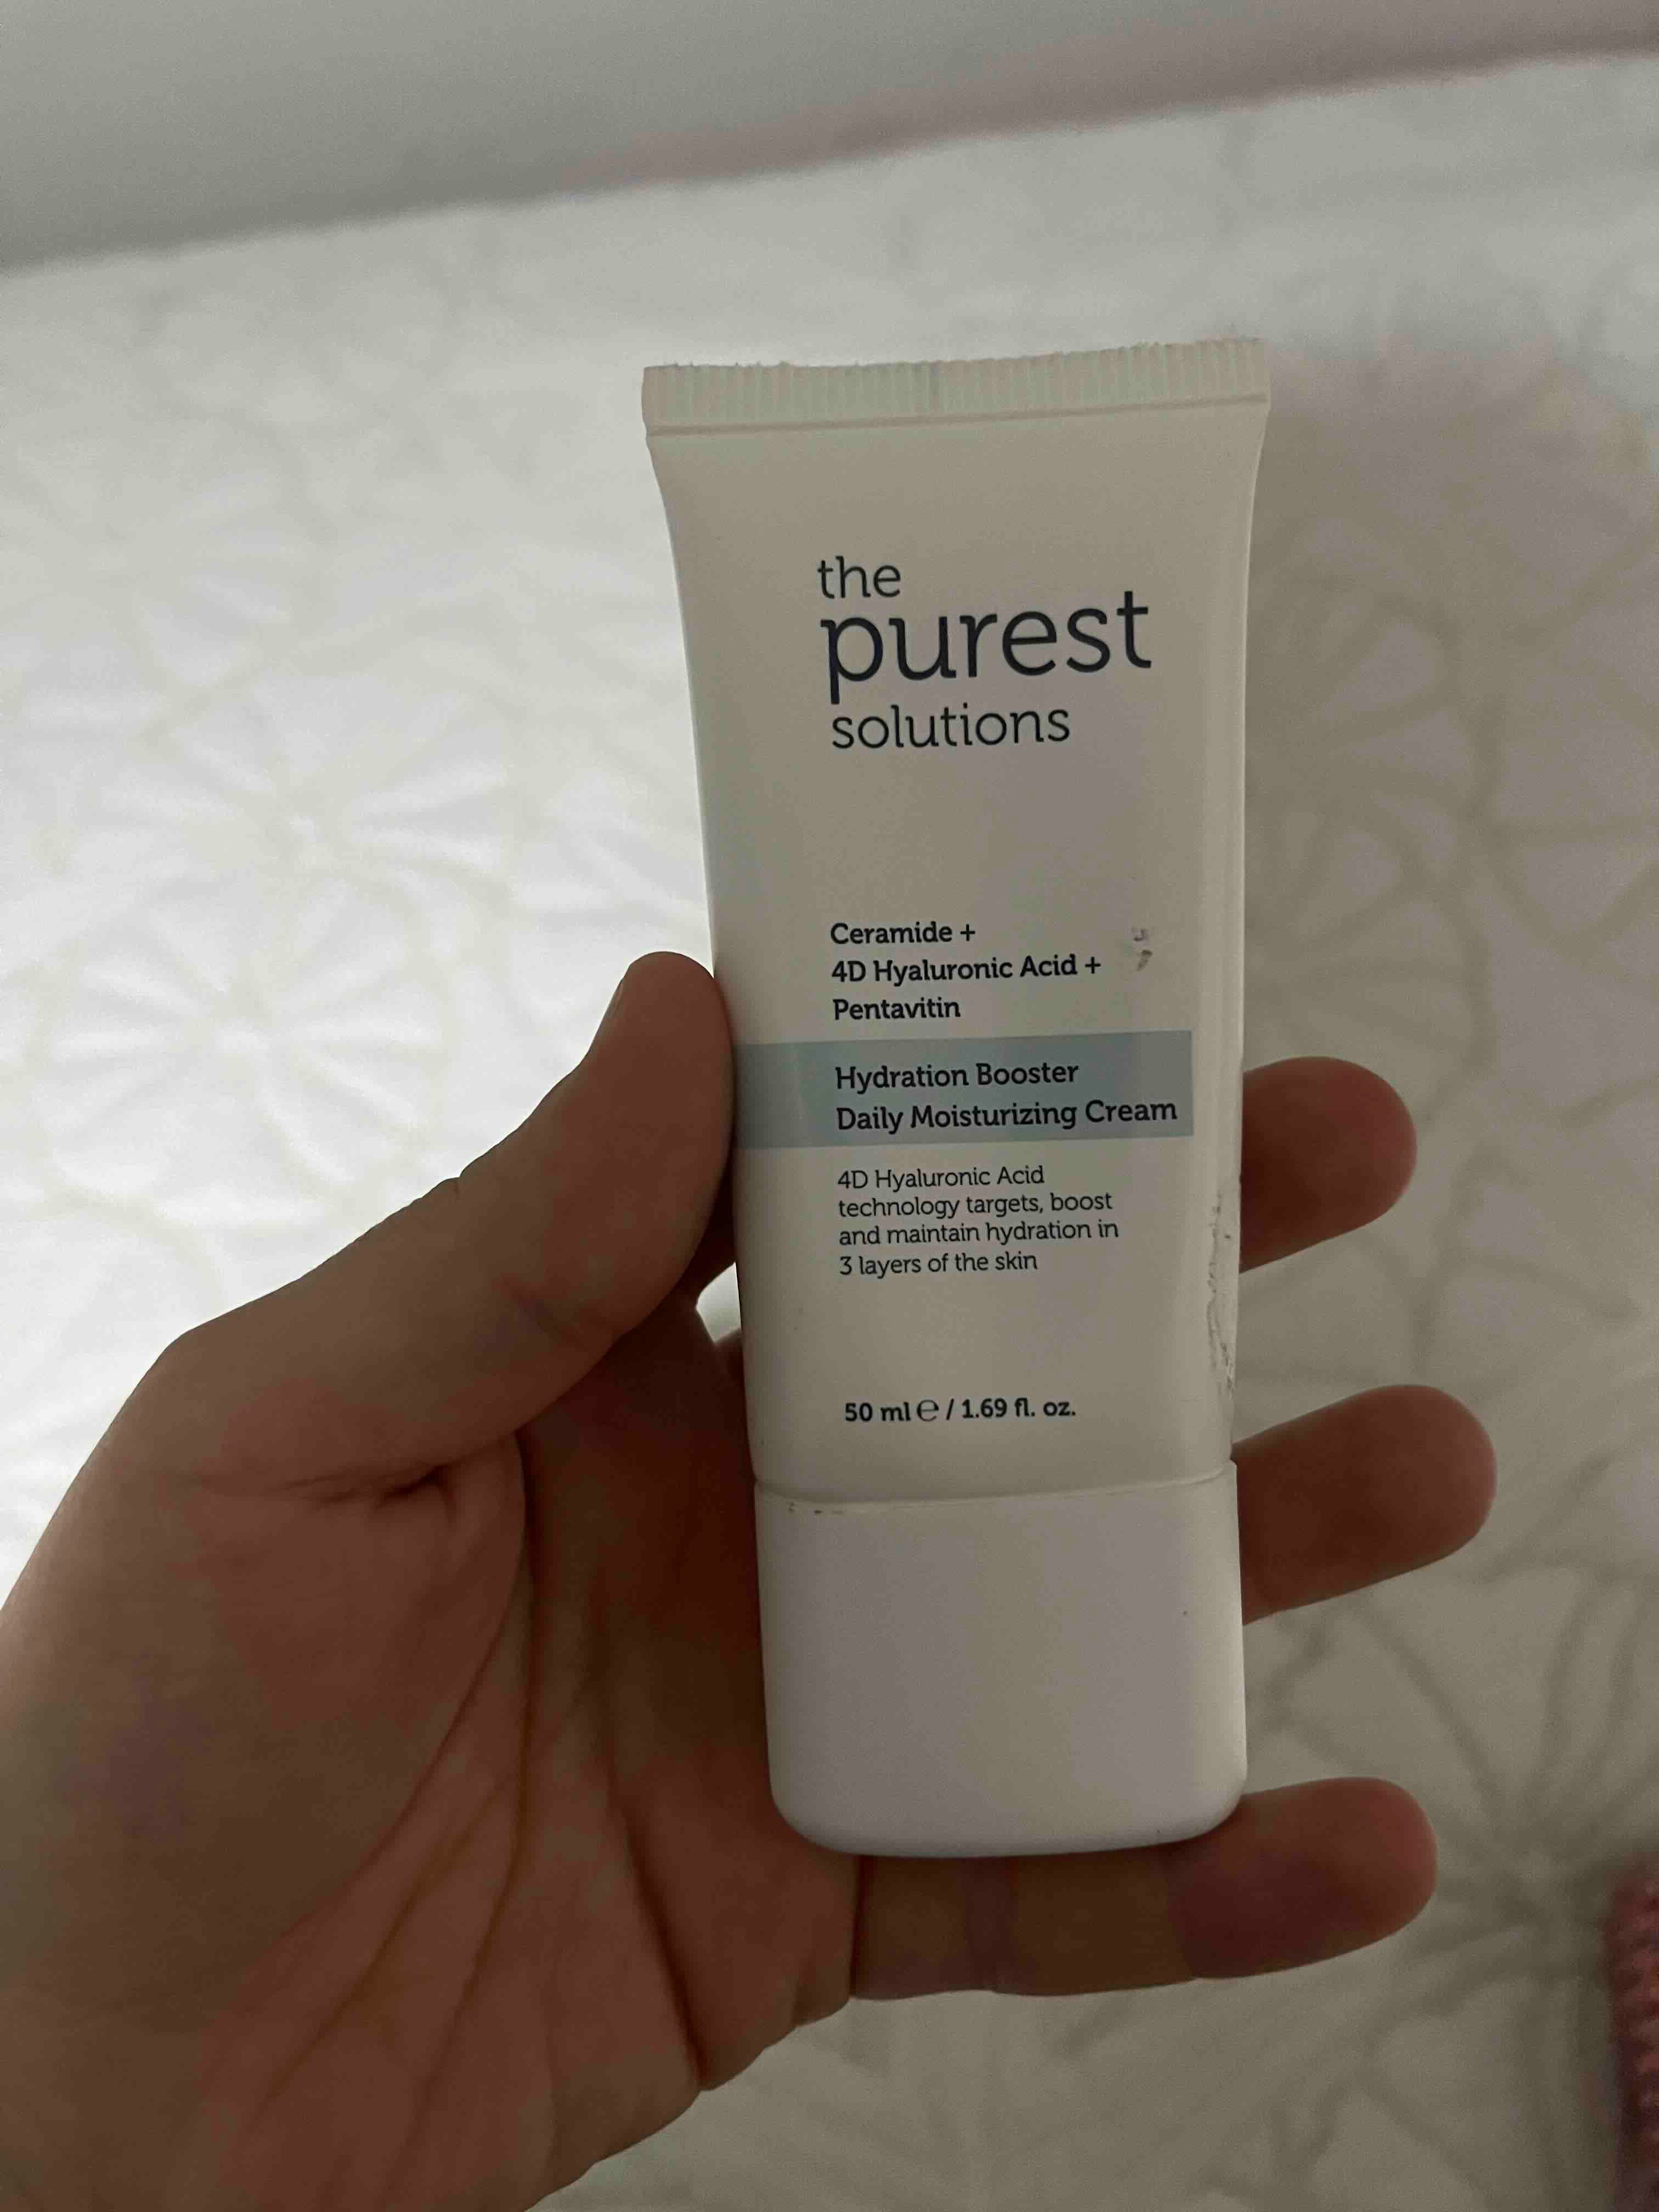 the
purest
solutions
Ceramide +
4D Hyaluronic Acid +
Pentavitin
Hydration Booster
Daily Moisturizing Cream
4D Hyaluronic Acid
technology targets, boost
and maintain hydration in
3 layers of the skin
50 ml ℮ / 1.69 fl. oz.